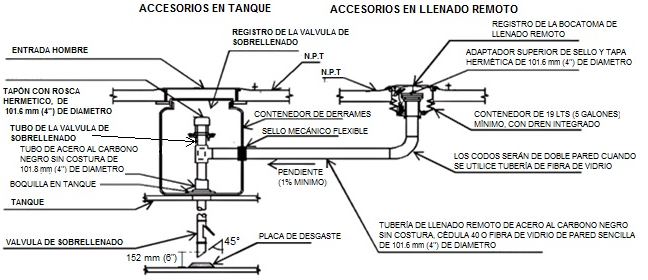 ACCESORIOS EN TANQUE
ACCESORIOS EN LLENADO REMOTO
REGISTRO DE LA VALVULA DE
SOBRELLENADO
ENTRADA HOMBRE
N.P.T
N.P.T
REGISTRO DE LA BOCATOMA DE
LLENADO REMOTO
ADAPTADOR SUPERIOR DE SELLO Y TAPA
HERMÉTICA DE 101.6 mm (4") DE DIAMETRO
TAPÓN CON ROSCA
HERMETICO, DE
101.6 mm (4") DE DIAMETRO
TUBO DE LA VALVULA DE
SOBRELLENADO
TUBO DE ACERO AL CARBONO
NEGRO SIN COSTURA DE
101.8 mm (4") DE DIAMETRO
BOQUILLA EN TANQUE
TANQUE
VALVULA DE SOBRELLENADO
152 mm (6")
45°
PLACA DE DESGASTE
CONTENEDOR DE DERRAMES
SELLO MECÁNICO FLEXIBLE
PENDIENTE
(1% MINIMO)
CONTENEDOR DE 19 LTS (5 GALONES)
MÍNIMO, CON DREN INTEGRADO
LOS CODOS SERÁN DE DOBLE PARED CUANDO
SE UTILICE TUBERÍA DE FIBRA DE VIDRIO
TUBERÍA DE LLENADO REMOTO DE ACERO AL CARBONO NEGRO
SIN COSTURA, CÉDULA 40 O FIBRA DE VIDRIO DE PARED SENCILLA
DE 101.6 mm (4") DE DIAMETRO